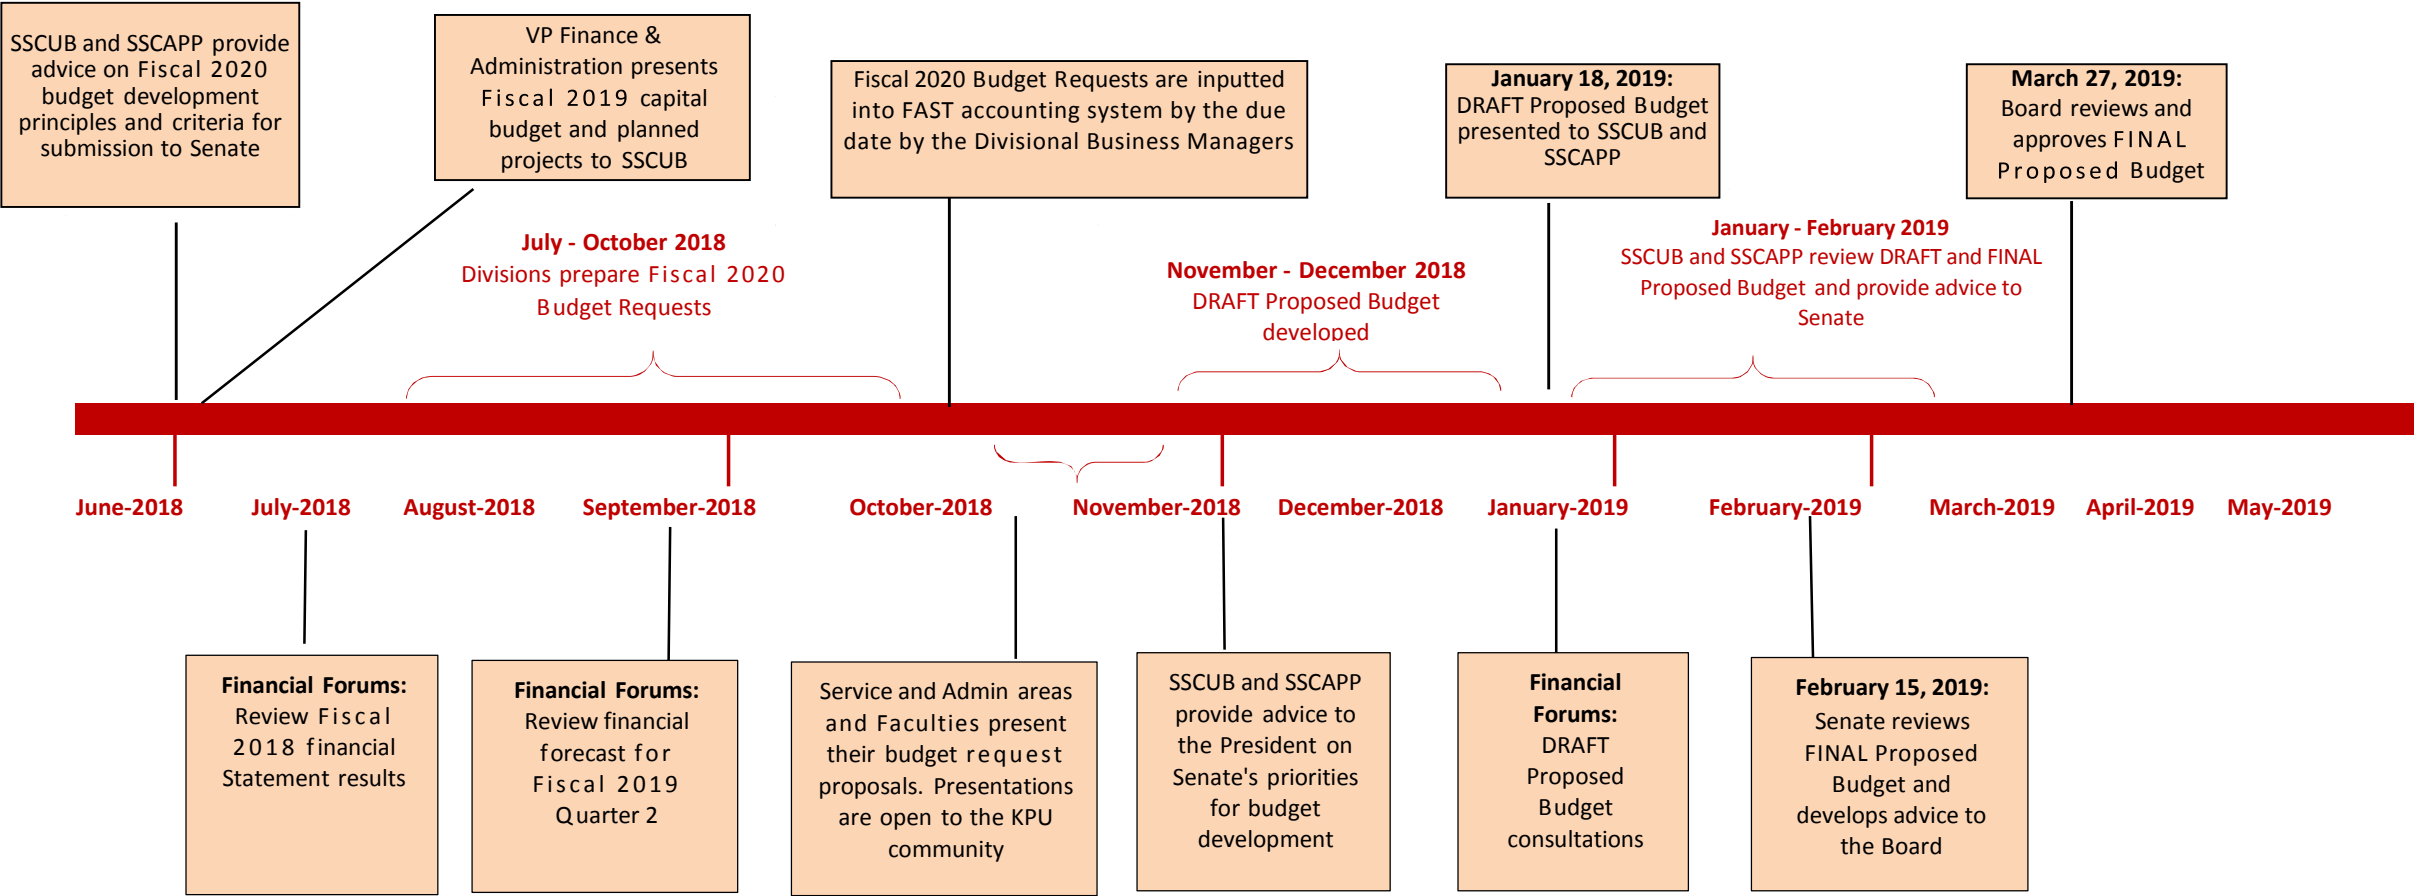 SSCUB and SSCAPP provide
advice on Fiscal 2020
budget development
principles and criteria for
submission to Senate
VP Finance &
Administration presents
Fiscal 2019 capital
budget and planned
projects to SSCUB
Fiscal 2020 Budget Requests are inputted
into FAST accounting system by the due
date by the Divisional Business Managers
January 18, 2019:
DRAFT Proposed Budget
presented to SSCUB and
SSCAPP
March 27, 2019:
Board reviews and
approves FINAL
Proposed Budget
July - October 2018
Divisions prepare Fiscal 2020
Budget Requests
November - December 2018
DRAFT Proposed Budget
developed
January - February 2019
SSCUB and SSCAPP review DRAFT and FINAL
Proposed Budget and provide advice to
Senate
June-2018
July-2018
August-2018
September-2018
October-2018
November-2018
December-2018
January-2019
February-2019
March-2019
April-2019
May-2019
Financial Forums:
Review Fiscal
2018 financial
Statement results
Financial Forums:
Review financial
forecast for
Fiscal 2019
Quarter 2
Service and Admin areas
and Faculties present
their budget request
proposals. Presentations
are open to the KPU
community
SSCUB and SSCAPP
provide advice to
the President on
Senate's priorities
for budget
development
Financial
Forums:
DRAFT
Proposed
Budget
consultations
February 15, 2019:
Senate reviews
FINAL Proposed
Budget and
develops advice to
the Board